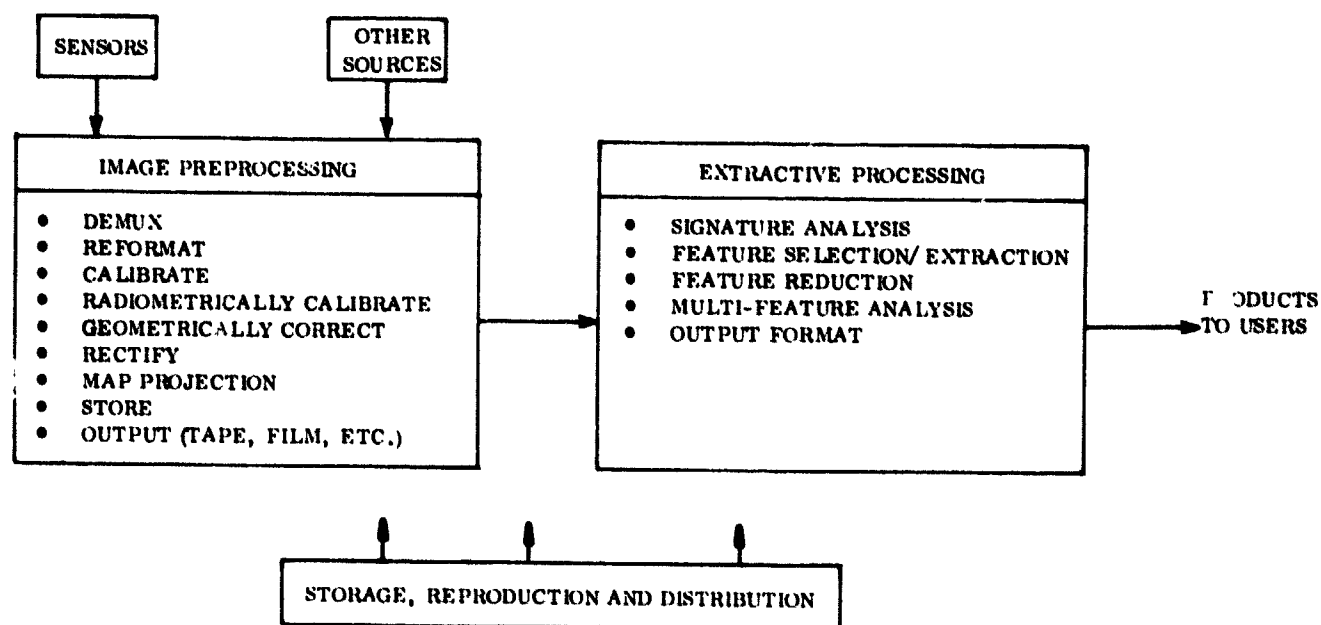 SENSORS
OTHER
SOURCES
IMAGE PREPROCESSING
• DEMUX
• REFORMAT
• CALIBRATE
• RADIOMETRICALLY CALIBRATE
• GEOMETRICALLY CORRECT
• RECTIFY
• MAP PROJECTION
• STORE
• OUTPUT (TAPE, FILM, ETC.)
EXTRACTIVE PROCESSING
• SIGNATURE ANALYSIS
• FEATURE SELECTION/ EXTRACTION
• FEATURE REDUCTION
• MULTI-FEATURE ANALYSIS
• OUTPUT FORMAT
PRODUCTS
TO USERS
STORAGE, REPRODUCTION AND DISTRIBUTION